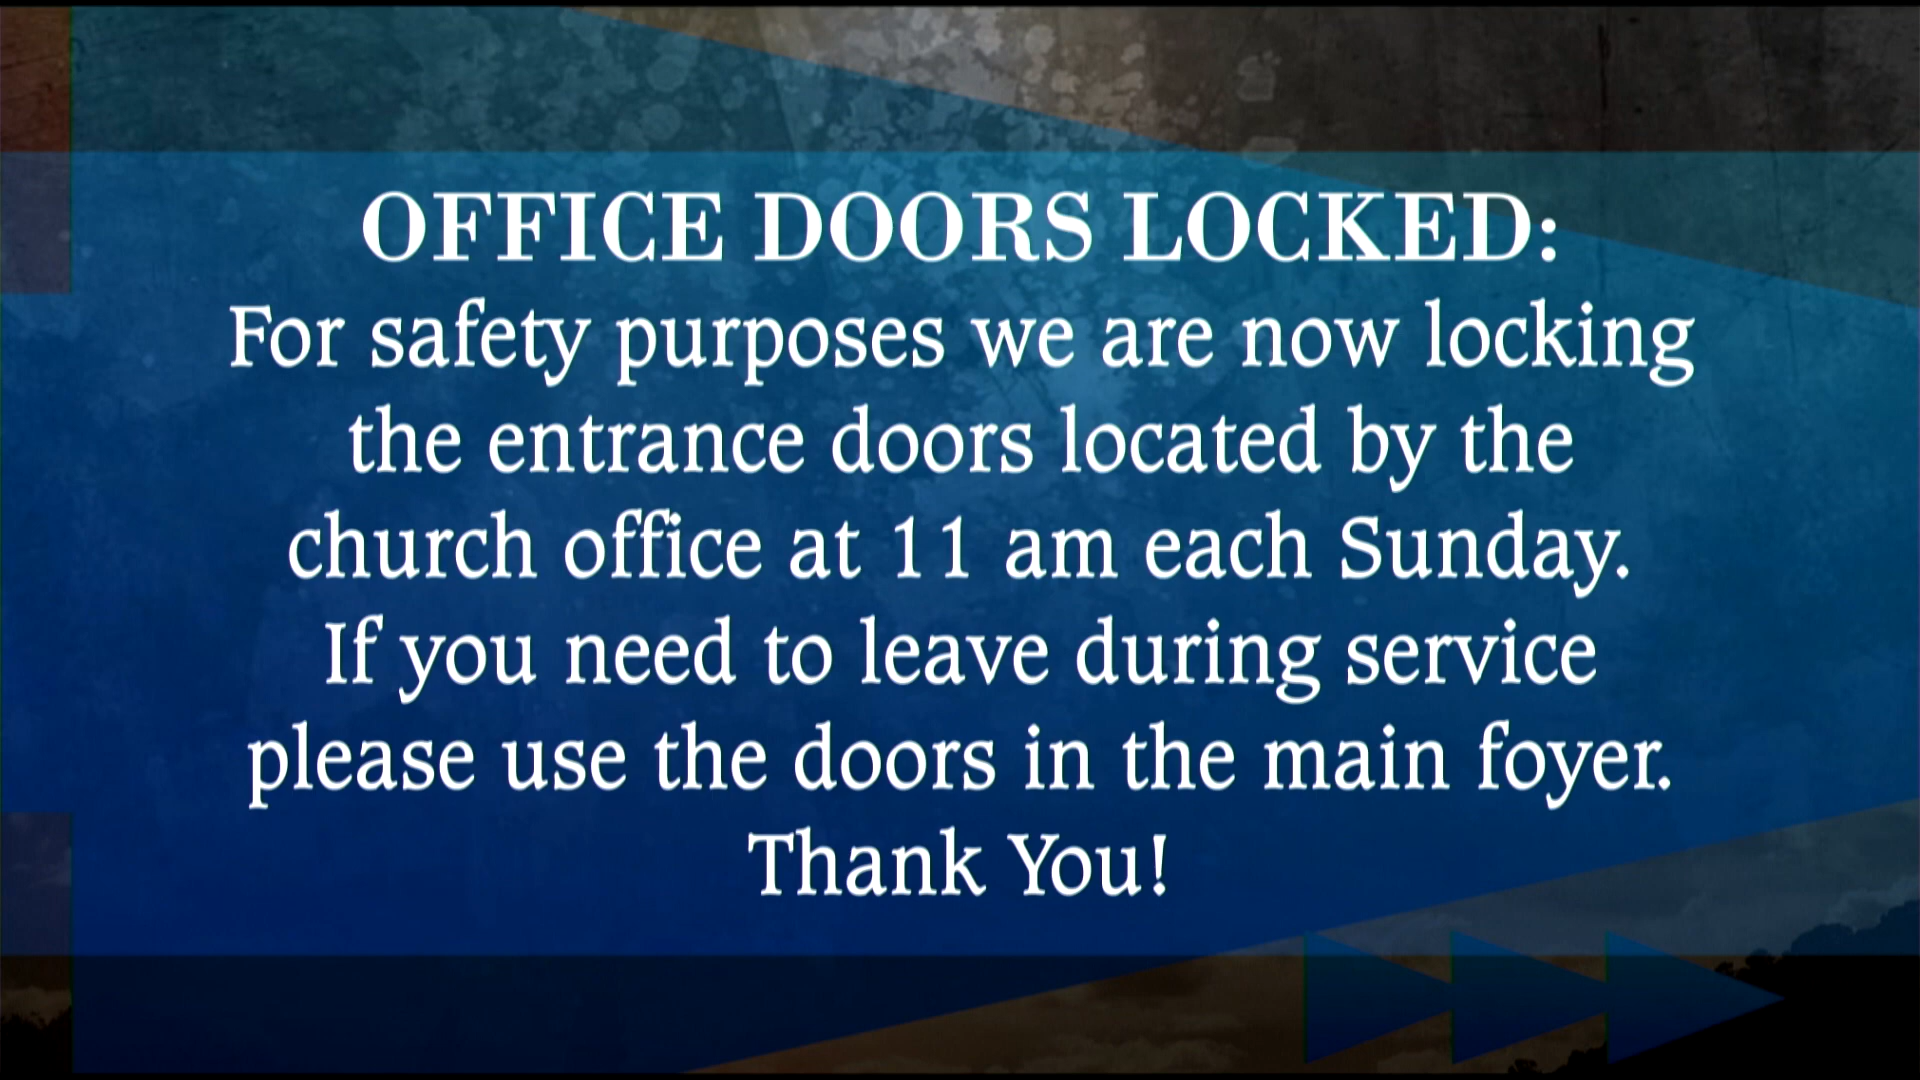 OFFICE DOORS LOCKED:
For safety purposes we are now locking
the entrance doors located by the
church office at 11 am each Sunday.
If you need to leave during service
please use the doors in the main foyer.
Thank You!